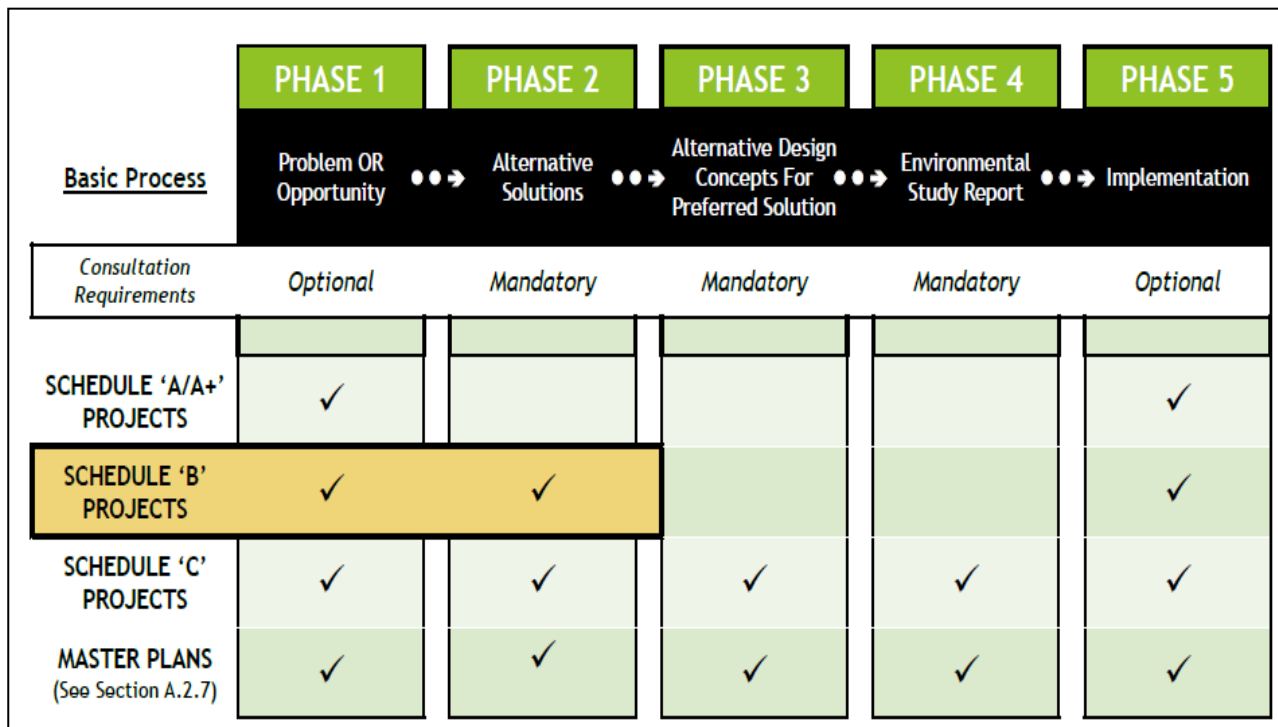 PHASE 1 PHASE 2 PHASE 3 PHASE 4 PHASE 5
Basic Process
Problem OR
Opportunity
Alternative
Solutions
Alternative Design
Concepts For
Preferred Solution
Environmental
Study Report
Implementation
Consultation
Requirements
Optional Mandatory Mandatory Mandatory Optional
SCHEDULE ‘A/A+’
PROJECTS
✓ ✓
SCHEDULE ‘B’
PROJECTS
✓ ✓ ✓
SCHEDULE ‘C’
PROJECTS
✓ ✓ ✓ ✓ ✓
MASTER PLANS
(See Section A.2.7)
✓ ✓ ✓ ✓ ✓